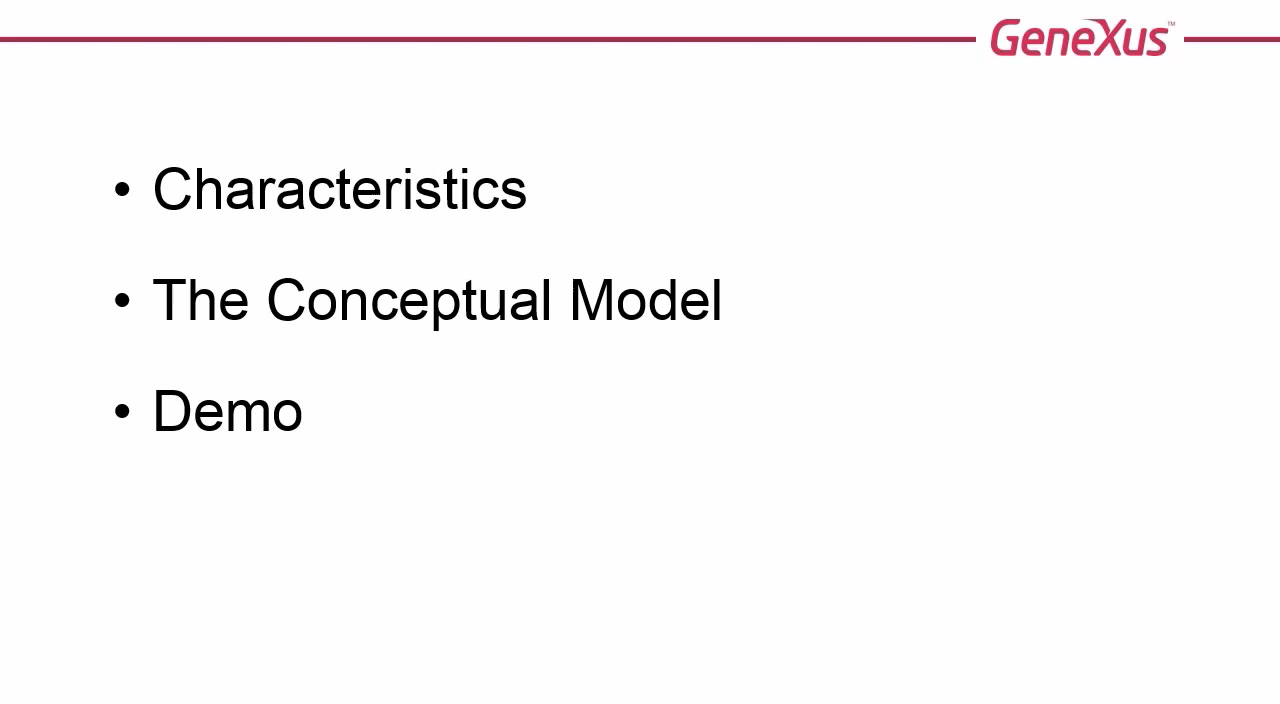 GeneXus™
• Characteristics
• The Conceptual Model
• Demo